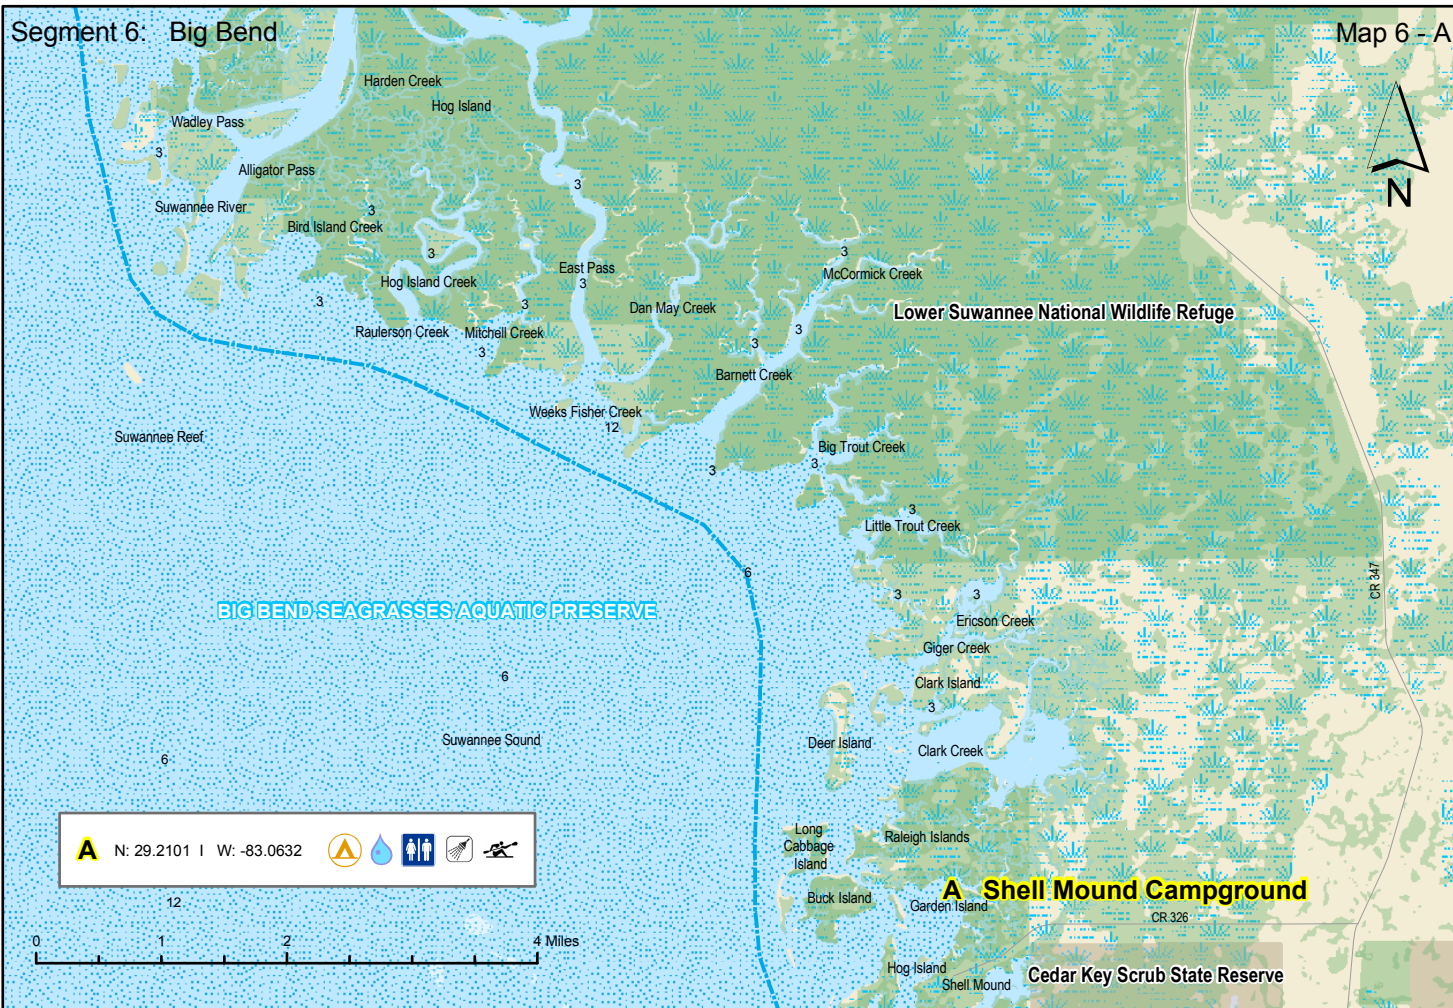 Segment 6: Big Bend
Map 6 - A
Harden Creek
Hog Island
Wadley Pass
3
Alligator Pass
N
3
Suwannee River
3
Bird Island Creek
3
3
East Pass
McCormick Creek
Hog Island Creek
3
3
3
Dan May Creek
Lower Suwannee National Wildlife Refuge
Raulerson Creek
Mitchell Creek
3
3
3
Barnett Creek
Weeks Fisher Creek
12
Suwannee Reef
Big Trout Creek
3
3
3
Little Trout Creek
6
CR 347
3
3
BIG BEND SEAGRASSES AQUATIC PRESERVE
Ericson Creek
Giger Creek
6
Clark Island
3
Suwannee Sound
Deer Island
Clark Creek
6
Long
Cabbage
Island
Raleigh Islands
A N: 29.2101 I W: -83.0632
A Shell Mound Campground
Buck Island
Garden Island
12
CR 326
0 1 2 4 Miles
Hog Island
Cedar Key Scrub State Reserve
Shell Mound